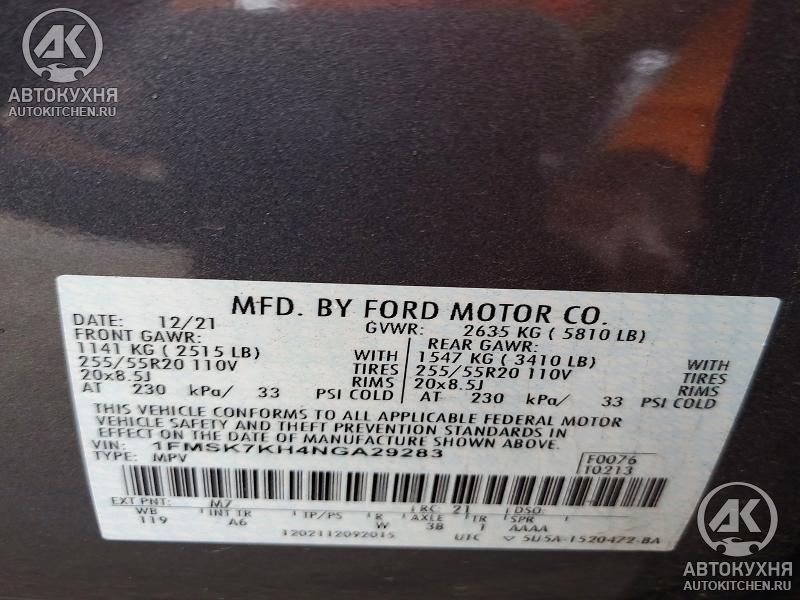 AK
АВТОКУХНЯ
AUTOKITCHEN.RU
MFD. BY FORD MOTOR CO.
DATE: 12/21 GVWR: 2635 KG ( 5810 LB)
FRONT GAWR: REAR GAWR:
1141 KG ( 2515 LB) WITH 1547 KG ( 3410 LB) WITH
255/55R20 110V TIRES 255/55R20 110V TIRES
20x8.5J RIMS 20x8.5J RIMS
AT 230 kPa/ 33 PSI COLD AT 230 kPa/ 33 PSI COLD
THIS VEHICLE CONFORMS TO ALL APPLICABLE FEDERAL MOTOR
VEHICLE SAFETY AND THEFT PREVENTION STANDARDS IN
EFFECT ON THE DATE OF MANUFACTURE SHOWN ABOVE.
VIN: 1FMSK7KH4NGA29283
TYPE: MPV
F0076
10213
EXT PNT: M7 RC: 21 DSO:
WB INT TR TP/PS R AXLE TR SPR
119 A6 W 3B 1 AAAA
1202112092015 UTC 5U5A-1520472-BA
AK
АВТОКУХНЯ
AUTOKITCHEN.RU